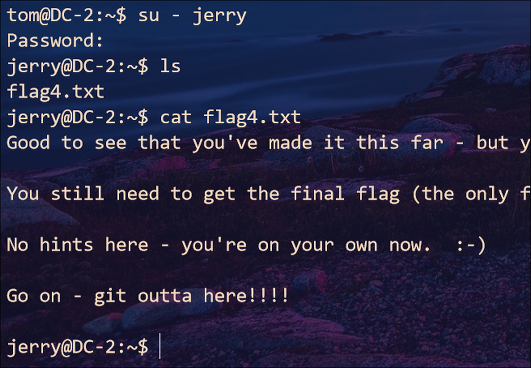 tom@DC-2:~$ su - jerry
Password:
jerry@DC-2:~$ ls
flag4.txt
jerry@DC-2:~$ cat flag4.txt
Good to see that you've made it this far - but
You still need to get the final flag (the only
No hints here - you're on your own now.  :-)
Go on - git outta here!!!!
jerry@DC-2:~$